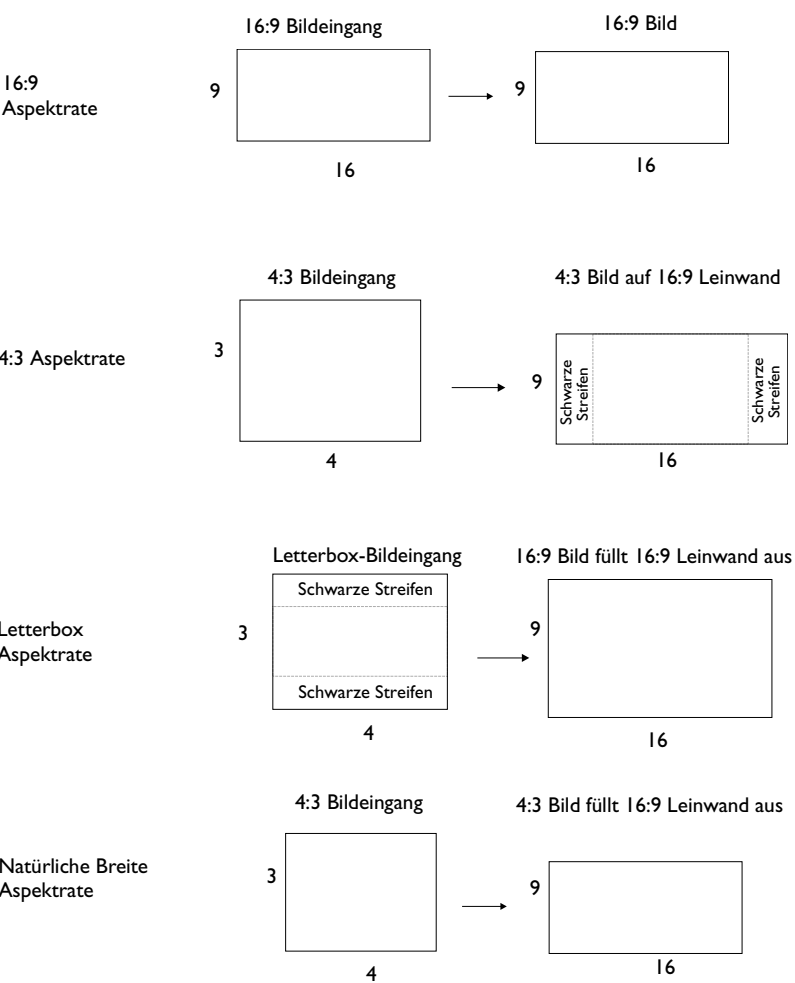 16:9 Bildeingang
16:9 Bild
16:9
Aspektrate
9
9
16
16
4:3 Bildeingang
4:3 Bild auf 16:9 Leinwand
4:3 Aspektrate
3
9
Schwarze
Streifen
Schwarze
Streifen
4
16
Letterbox-Bildeingang
16:9 Bild füllt 16:9 Leinwand aus
Schwarze Streifen
Letterbox
Aspektrate
3
9
Schwarze Streifen
4
16
4:3 Bildeingang
4:3 Bild füllt 16:9 Leinwand aus
Natürliche Breite
Aspektrate
3
9
4
16